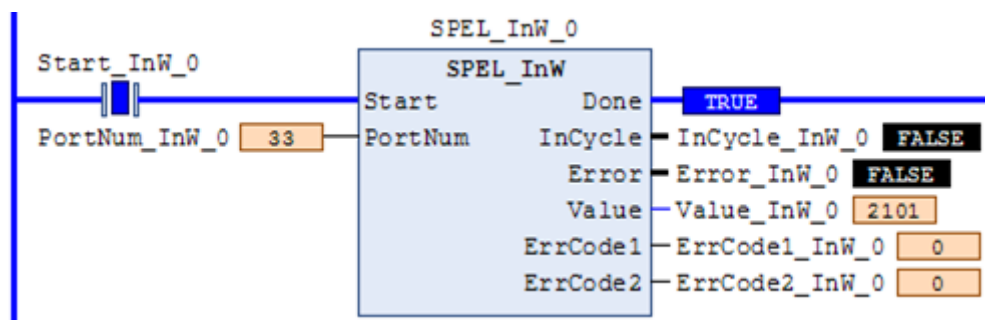 SPEL_InW_0
Start_InW_0
SPEL_InW
Start Done TRUE
PortNum_InW_0 33 PortNum InCycle InCycle_InW_0 FALSE
Error Error_InW_0 FALSE
Value Value_InW_0 2101
ErrCode1 ErrCode1_InW_0 0
ErrCode2 ErrCode2_InW_0 0